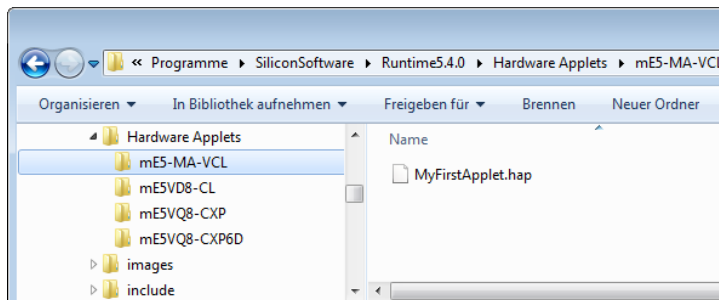 « Programme ▸ SiliconSoftware ▸ Runtime5.4.0 ▸ Hardware Applets ▸ mE5-MA-VCL
Organisieren ▾ In Bibliothek aufnehmen ▾ Freigeben für ▾ Brennen Neuer Ordner
Hardware Applets
mE5-MA-VCL
mE5VD8-CL
mE5VQ8-CXP
mE5VQ8-CXP6D
images
include
Name
MyFirstApplet.hap